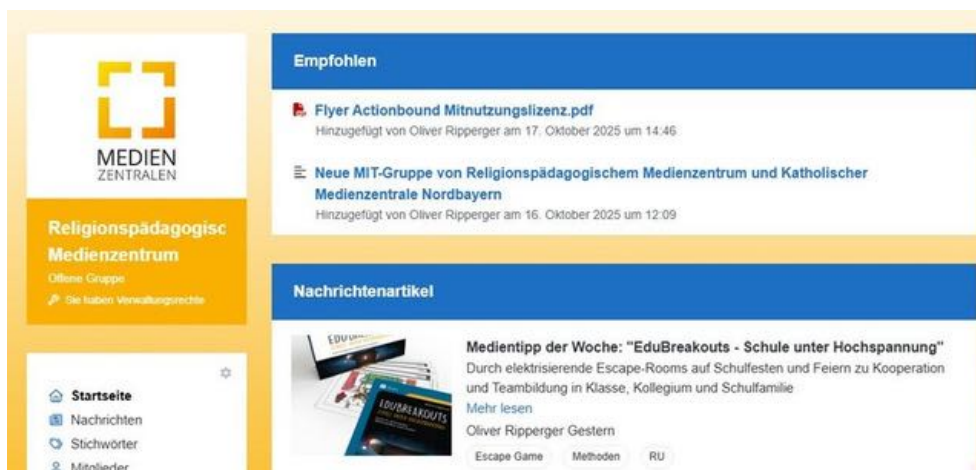 MEDIEN
ZENTRALEN
Religionspädagogisc
Medienzentrum
Offene Gruppe
Sie haben Verwaltungsrechte
Startseite
Nachrichten
Stichwörter
Mitglieder
Empfohlen
Flyer Actionbound Mitnutzungslizenz.pdf
Hinzugefügt von Oliver Ripperger am 17. Oktober 2025 um 14:46
Neue MIT-Gruppe von Religionspädagogischem Medienzentrum und Katholischer
Medienzentrale Nordbayern
Hinzugefügt von Oliver Ripperger am 16. Oktober 2025 um 12:09
Nachrichtenartikel
EDUBREAKOUTS
Medientipp der Woche: "EduBreakouts - Schule unter Hochspannung"
Durch elektrisierende Escape-Rooms auf Schulfesten und Feiern zu Kooperation
und Teambildung in Klasse, Kollegium und Schulfamilie
Mehr lesen
Oliver Ripperger Gestern
Escape Game Methoden RU